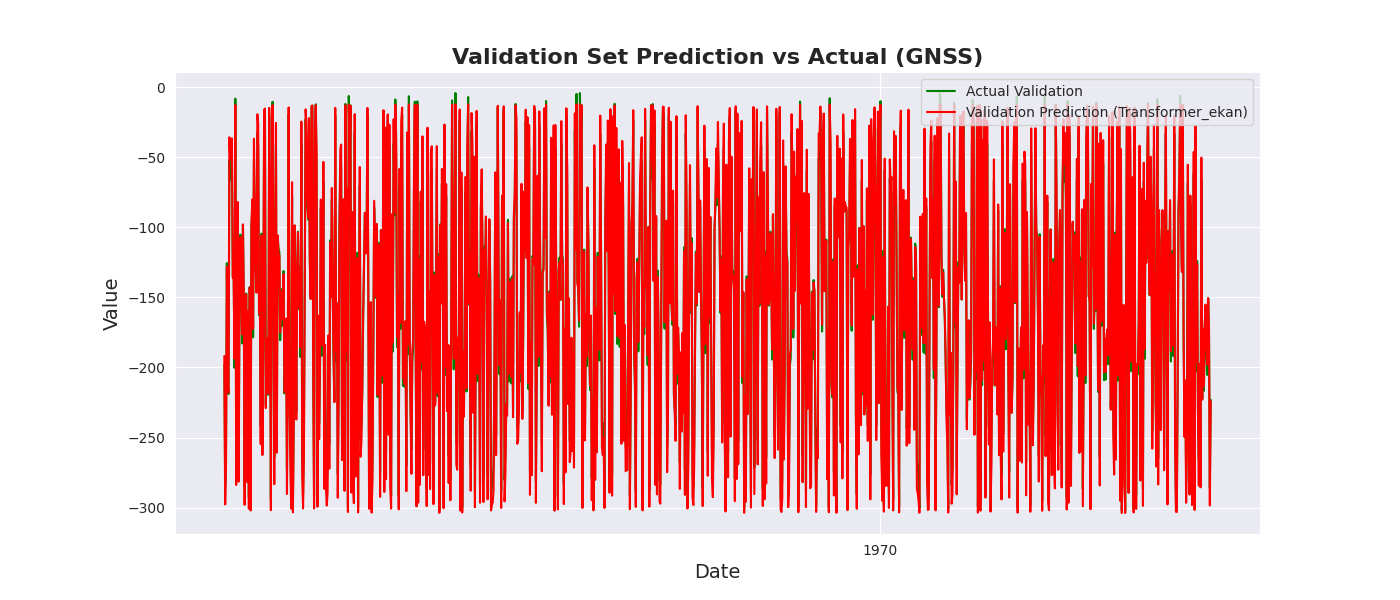 Validation Set Prediction vs Actual (GNSS)
Actual Validation
Validation Prediction (Transformer_ekan)
0
−50
−100
−150
−200
−250
−300
Value
1970
Date